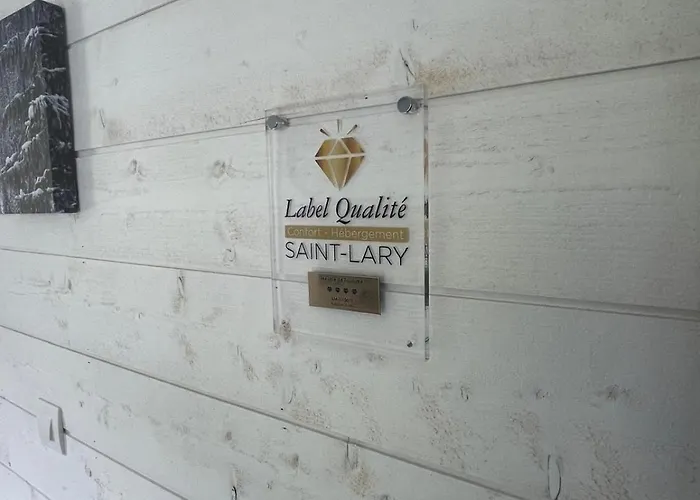 Label Qualité
Confort - Hébergement
SAINT-LARY